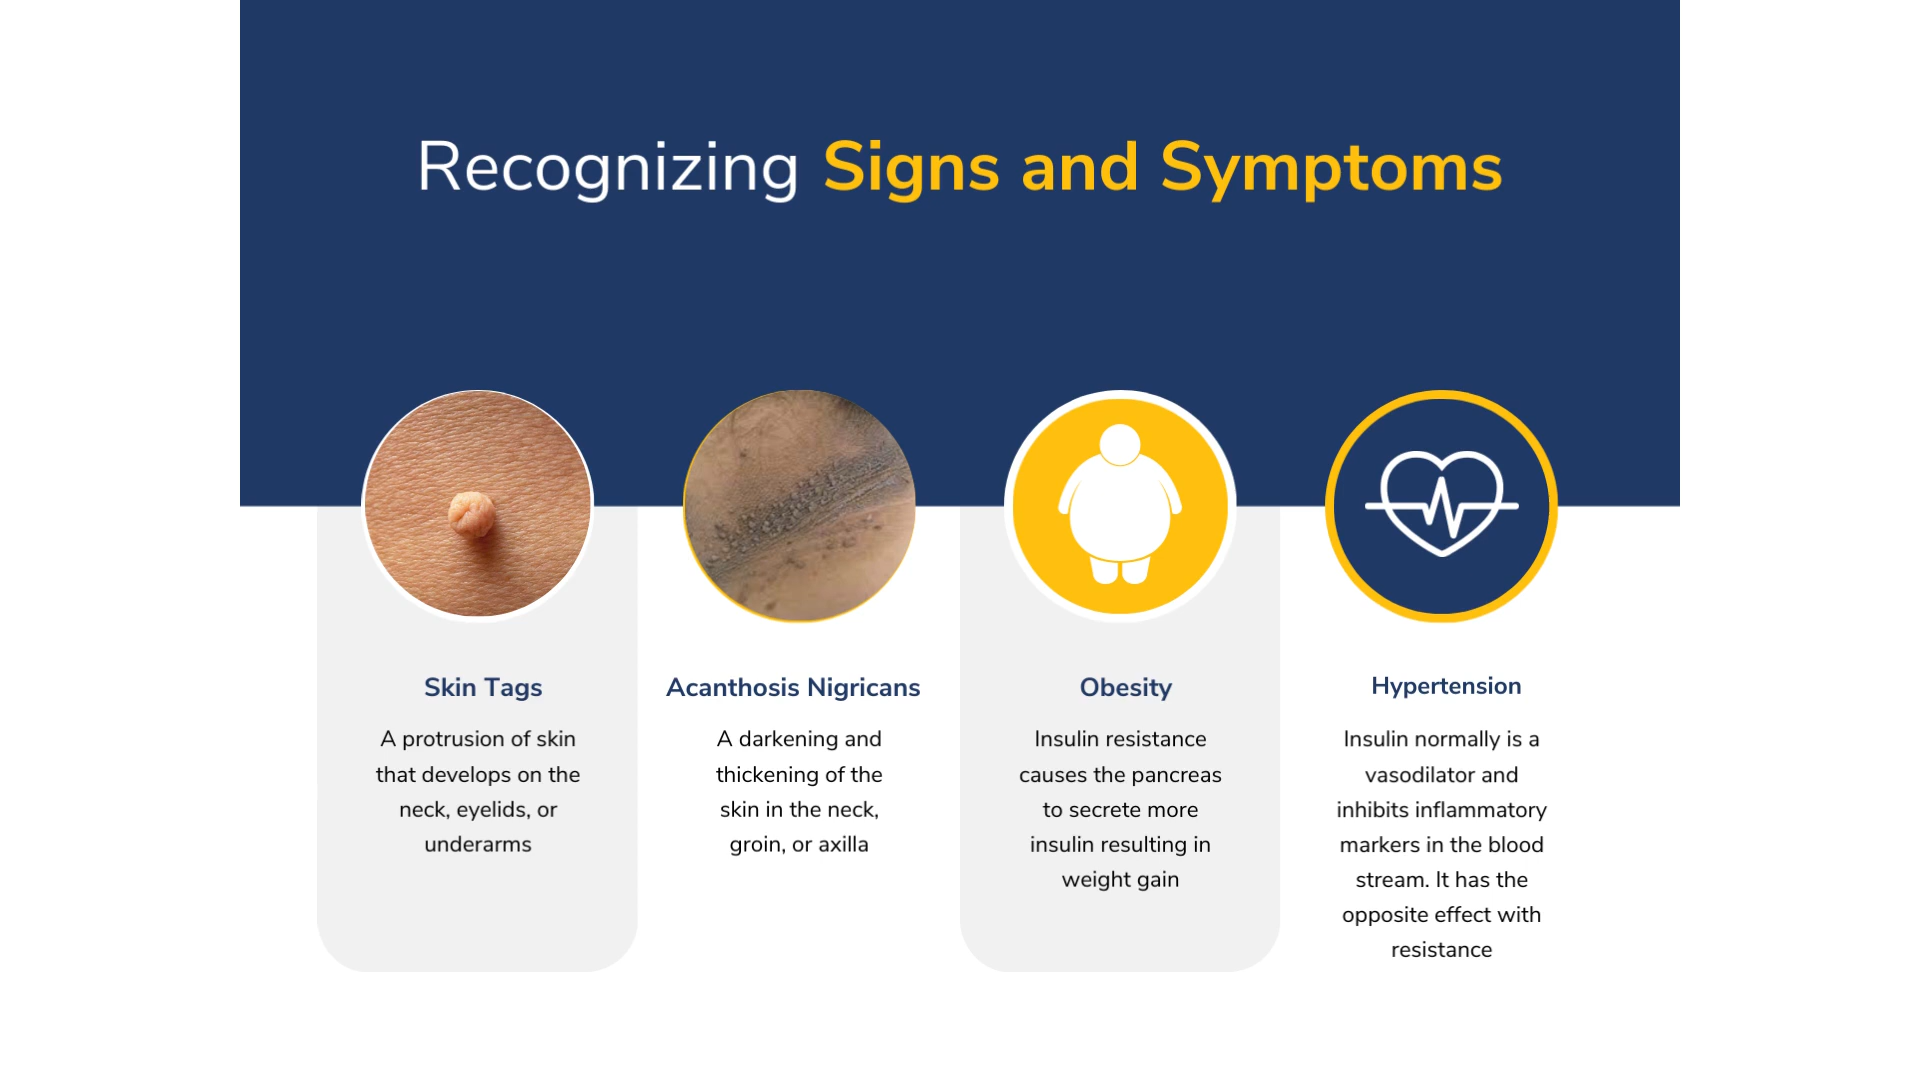 Recognizing Signs and Symptoms
Skin Tags
A protrusion of skin
that develops on the
neck, eyelids, or
underarms
Acanthosis Nigricans
A darkening and
thickening of the
skin in the neck,
groin, or axilla
Obesity
Insulin resistance
causes the pancreas
to secrete more
insulin resulting in
weight gain
Hypertension
Insulin normally is a
vasodilator and
inhibits inflammatory
markers in the blood
stream. It has the
opposite effect with
resistance